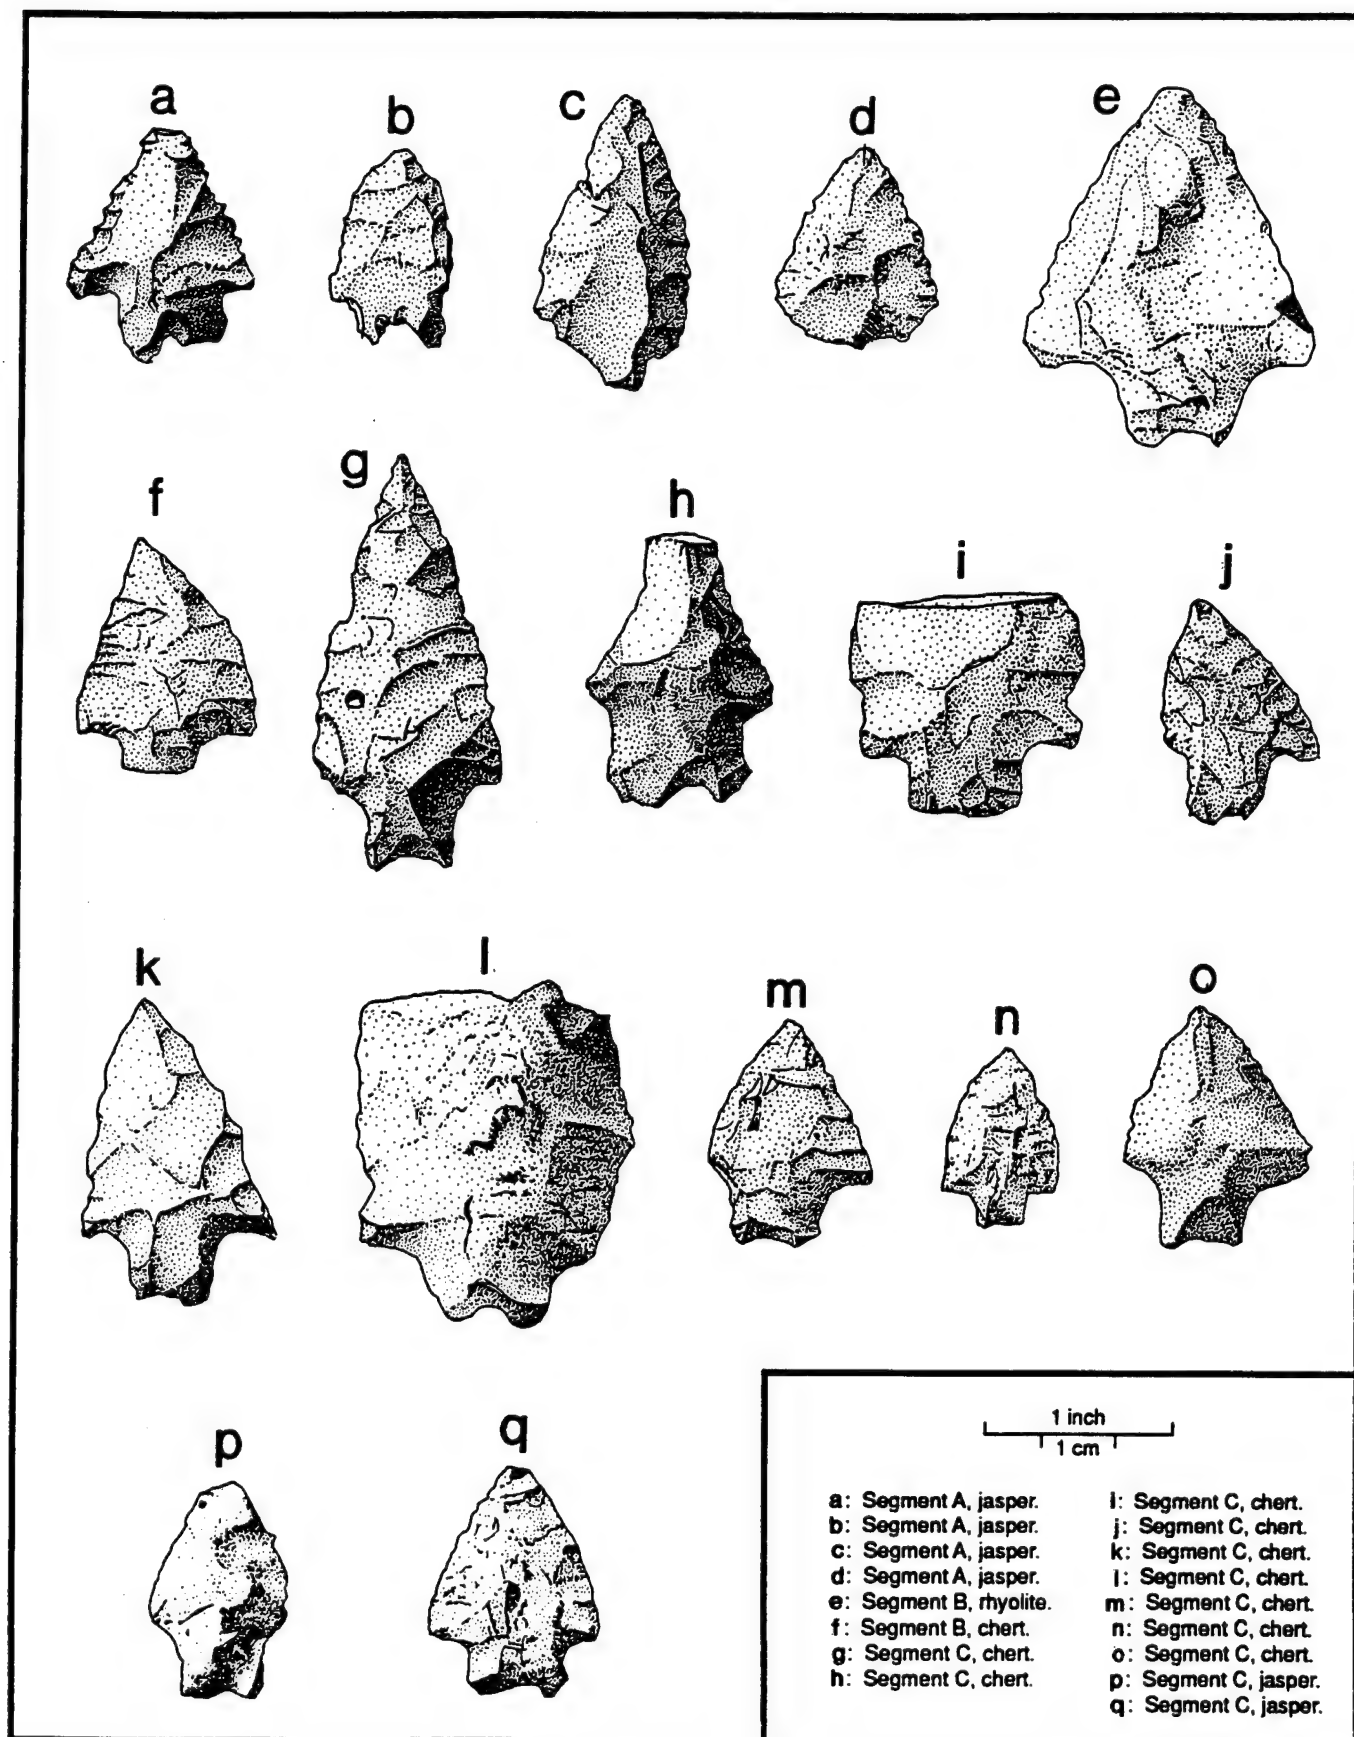 a
b
c
d
e
f
g
h
i
j
k
l
m
n
o
p
q
1 inch
1 cm
a: Segment A, jasper.
b: Segment A, jasper.
c: Segment A, jasper.
d: Segment A, jasper.
e: Segment B, rhyolite.
f: Segment B, chert.
g: Segment C, chert.
h: Segment C, chert.
i: Segment C, chert.
j: Segment C, chert.
k: Segment C, chert.
l: Segment C, chert.
m: Segment C, chert.
n: Segment C, chert.
o: Segment C, chert.
p: Segment C, jasper.
q: Segment C, jasper.